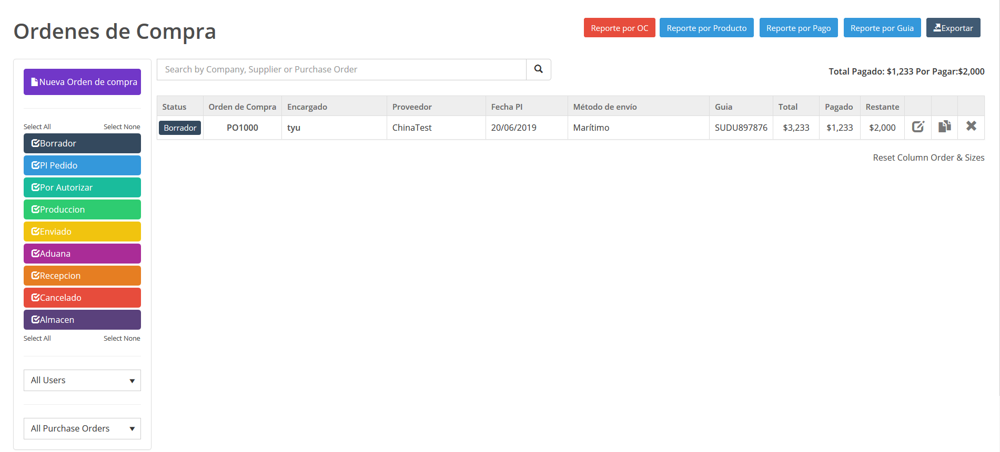 Ordenes de Compra
Reporte por OC
Reporte por Producto
Reporte por Pago
Reporte por Guia
Exportar
Nueva Orden de compra
Select All Select None
Borrador
PI Pedido
Por Autorizar
Produccion
Enviado
Aduana
Recepcion
Cancelado
Almacen
Select All Select None
All Users
All Purchase Orders
Search by Company, Supplier or Purchase Order
Total Pagado: $1,233 Por Pagar:$2,000
Status Orden de Compra Encargado Proveedor Fecha PI Método de envío Guia Total Pagado Restante
Borrador PO1000 tyu ChinaTest 20/06/2019 Marítimo SUDU897876 $3,233 $1,233 $2,000
Reset Column Order & Sizes